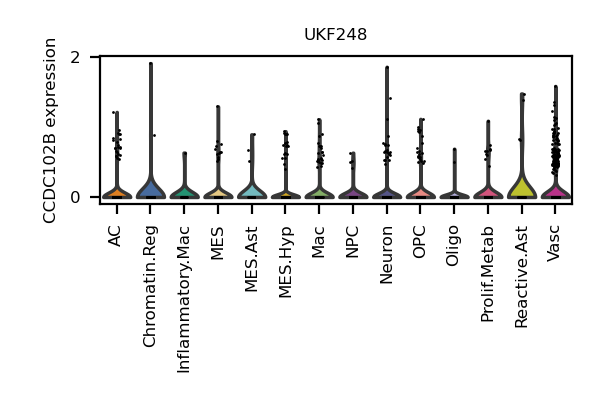 UKF248
CCDC102B expression
2
0
AC
Chromatin.Reg
Inflammatory.Mac
MES
MES.Ast
MES.Hyp
Mac
NPC
Neuron
OPC
Oligo
Prolif.Metab
Reactive.Ast
Vasc